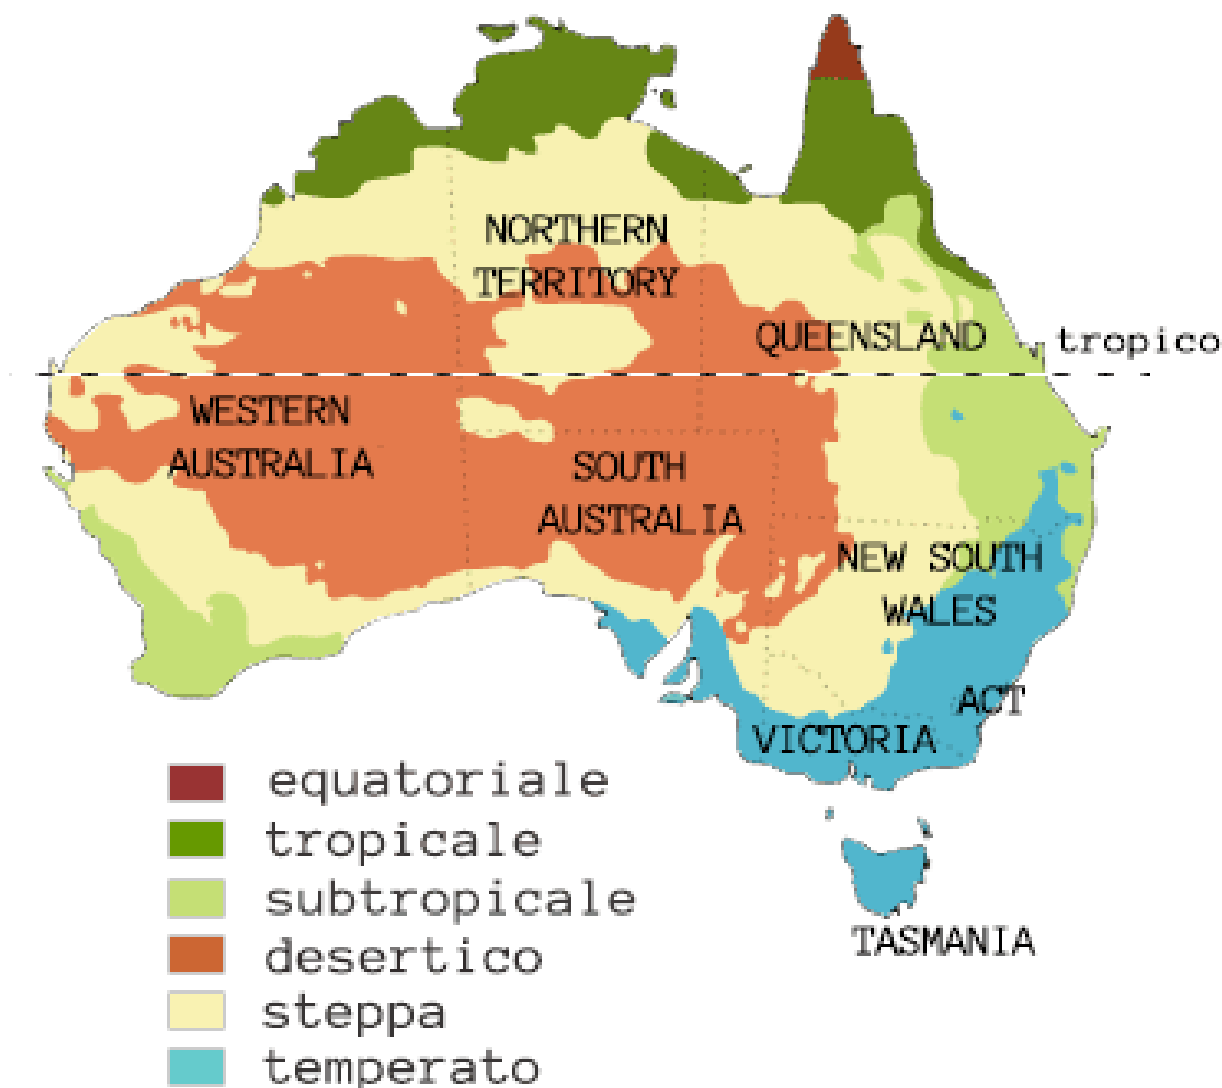 NORTHERN
TERRITORY
QUEENSLAND
tropico
WESTERN
AUSTRALIA
SOUTH
AUSTRALIA
NEW SOUTH
WALES
ACT
VICTORIA
TASMANIA
equatoriale
tropicale
subtropicale
desertico
steppa
temperato